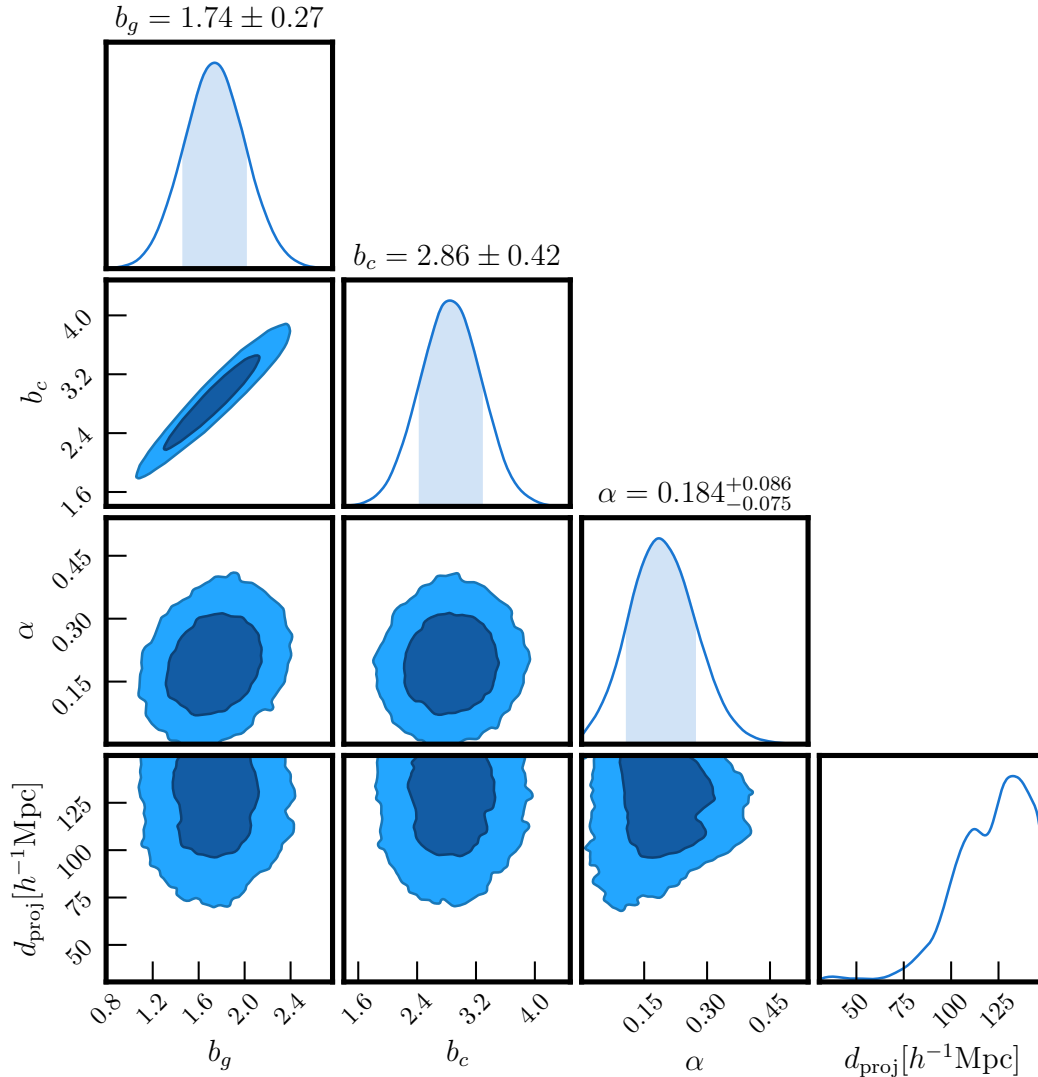 b_g = 1.74 ± 0.27
b_c = 2.86 ± 0.42
4.0
3.2
2.4
1.6
b_c
α = 0.184^{+0.086}_{-0.075}
0.45
0.30
0.15
α
125
100
75
50
d_proj[h^{-1}Mpc]
0.8 1.2 1.6 2.0 2.4 1.6 2.4 3.2 4.0 0.15 0.30 0.45 50 75 100 125
b_g b_c α d_proj[h^{-1}Mpc]